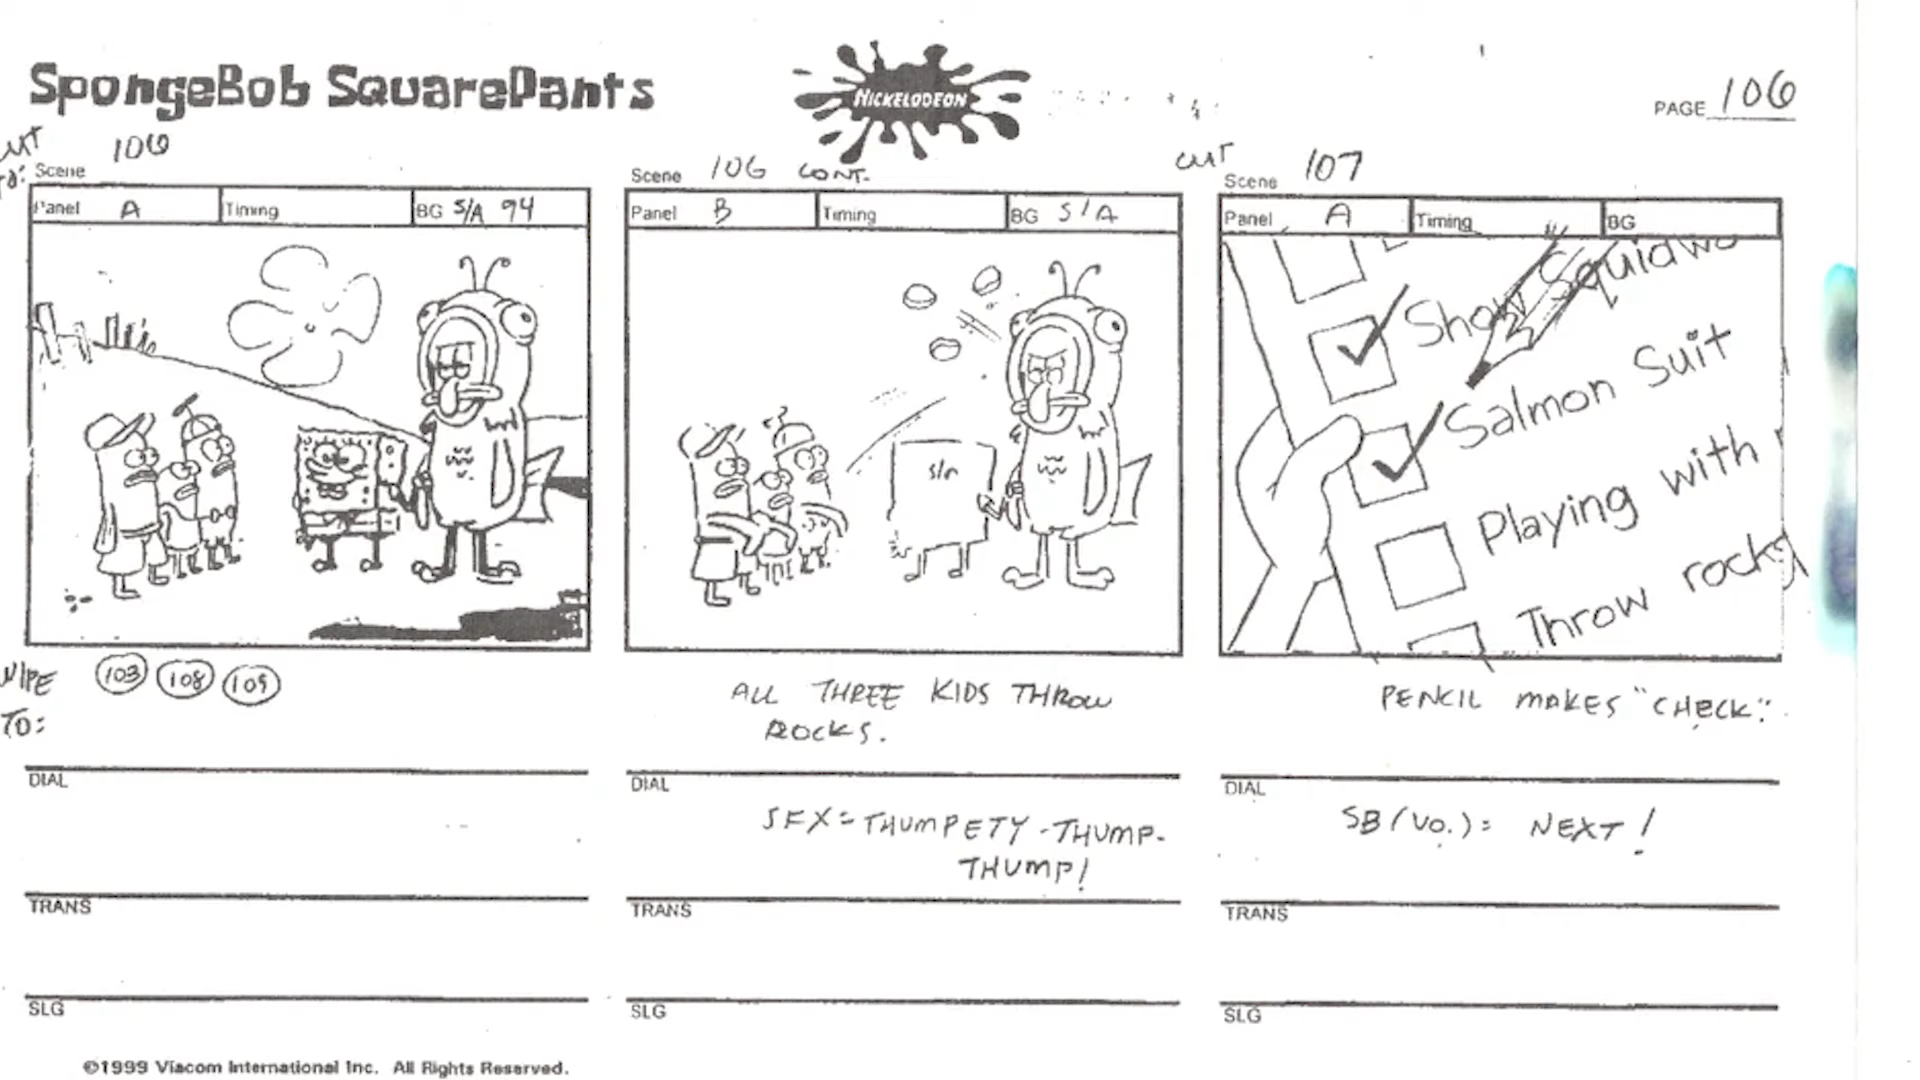 SpongeBob SquarePants
NICKELODEON
PAGE 106
CUT
TO:
106
Scene
Panel A
Timing
BG S/A 94
WIPE
TO:
103 108 109
DIAL
TRANS
SLG
Scene 106 CONT.
Panel B
Timing
BG S/A
S/A
ALL THREE KIDS THROW
ROCKS.
DIAL
SFX= THUMPETY-THUMP-
THUMP!
TRANS
SLG
CUT
Scene 107
Panel A
Timing
BG
Show Squidwa
Salmon Suit
Playing with r
Throw rocks
PENCIL MAKES "CHECK".
DIAL
SB (VO.)= NEXT!
TRANS
SLG
©1999 Viacom International Inc. All Rights Reserved.